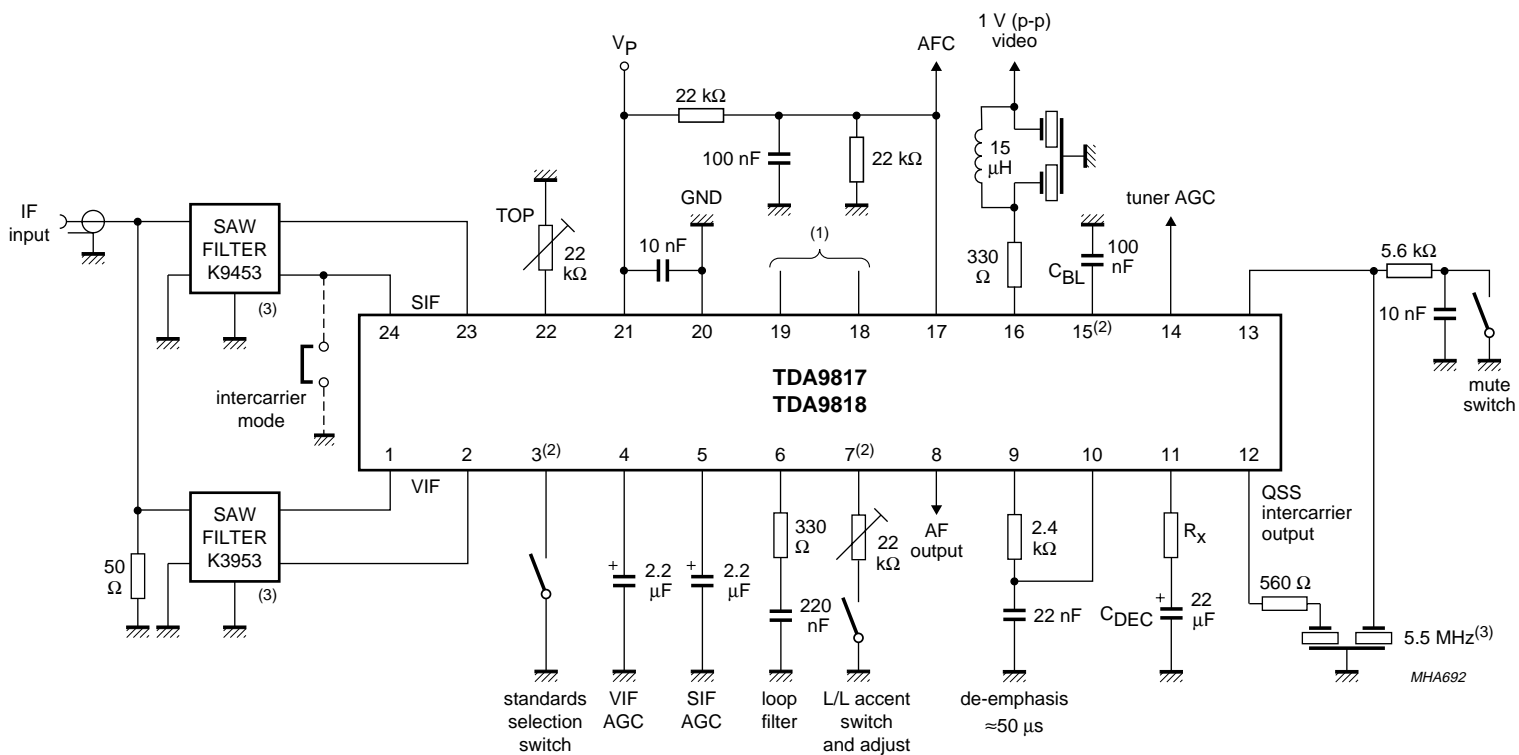 1 V (p-p)
video
VP
AFC
22 kΩ
100 nF
22 kΩ
15
μH
tuner AGC
IF
input
SAW
FILTER
K9453
(3)
TOP
22
kΩ
GND
10 nF
(1)
330
Ω
CBL
100
nF
5.6 kΩ
10 nF
mute
switch
intercarrier
mode
SIF
24
23
22
21
20
19
18
17
16
15(2)
14
13
TDA9817
TDA9818
1
2
3(2)
4
5
6
7(2)
8
9
10
11
12
VIF
SAW
FILTER
K3953
(3)
50
Ω
+
2.2
μF
+
2.2
μF
330
Ω
220
nF
22
kΩ
AF
output
2.4
kΩ
22 nF
RX
CDEC
+
22
μF
QSS
intercarrier
output
560 Ω
5.5 MHz(3)
MHA692
standards
selection
switch
VIF
AGC
SIF
AGC
loop
filter
L/L accent
switch
and adjust
de-emphasis
≈50 μs